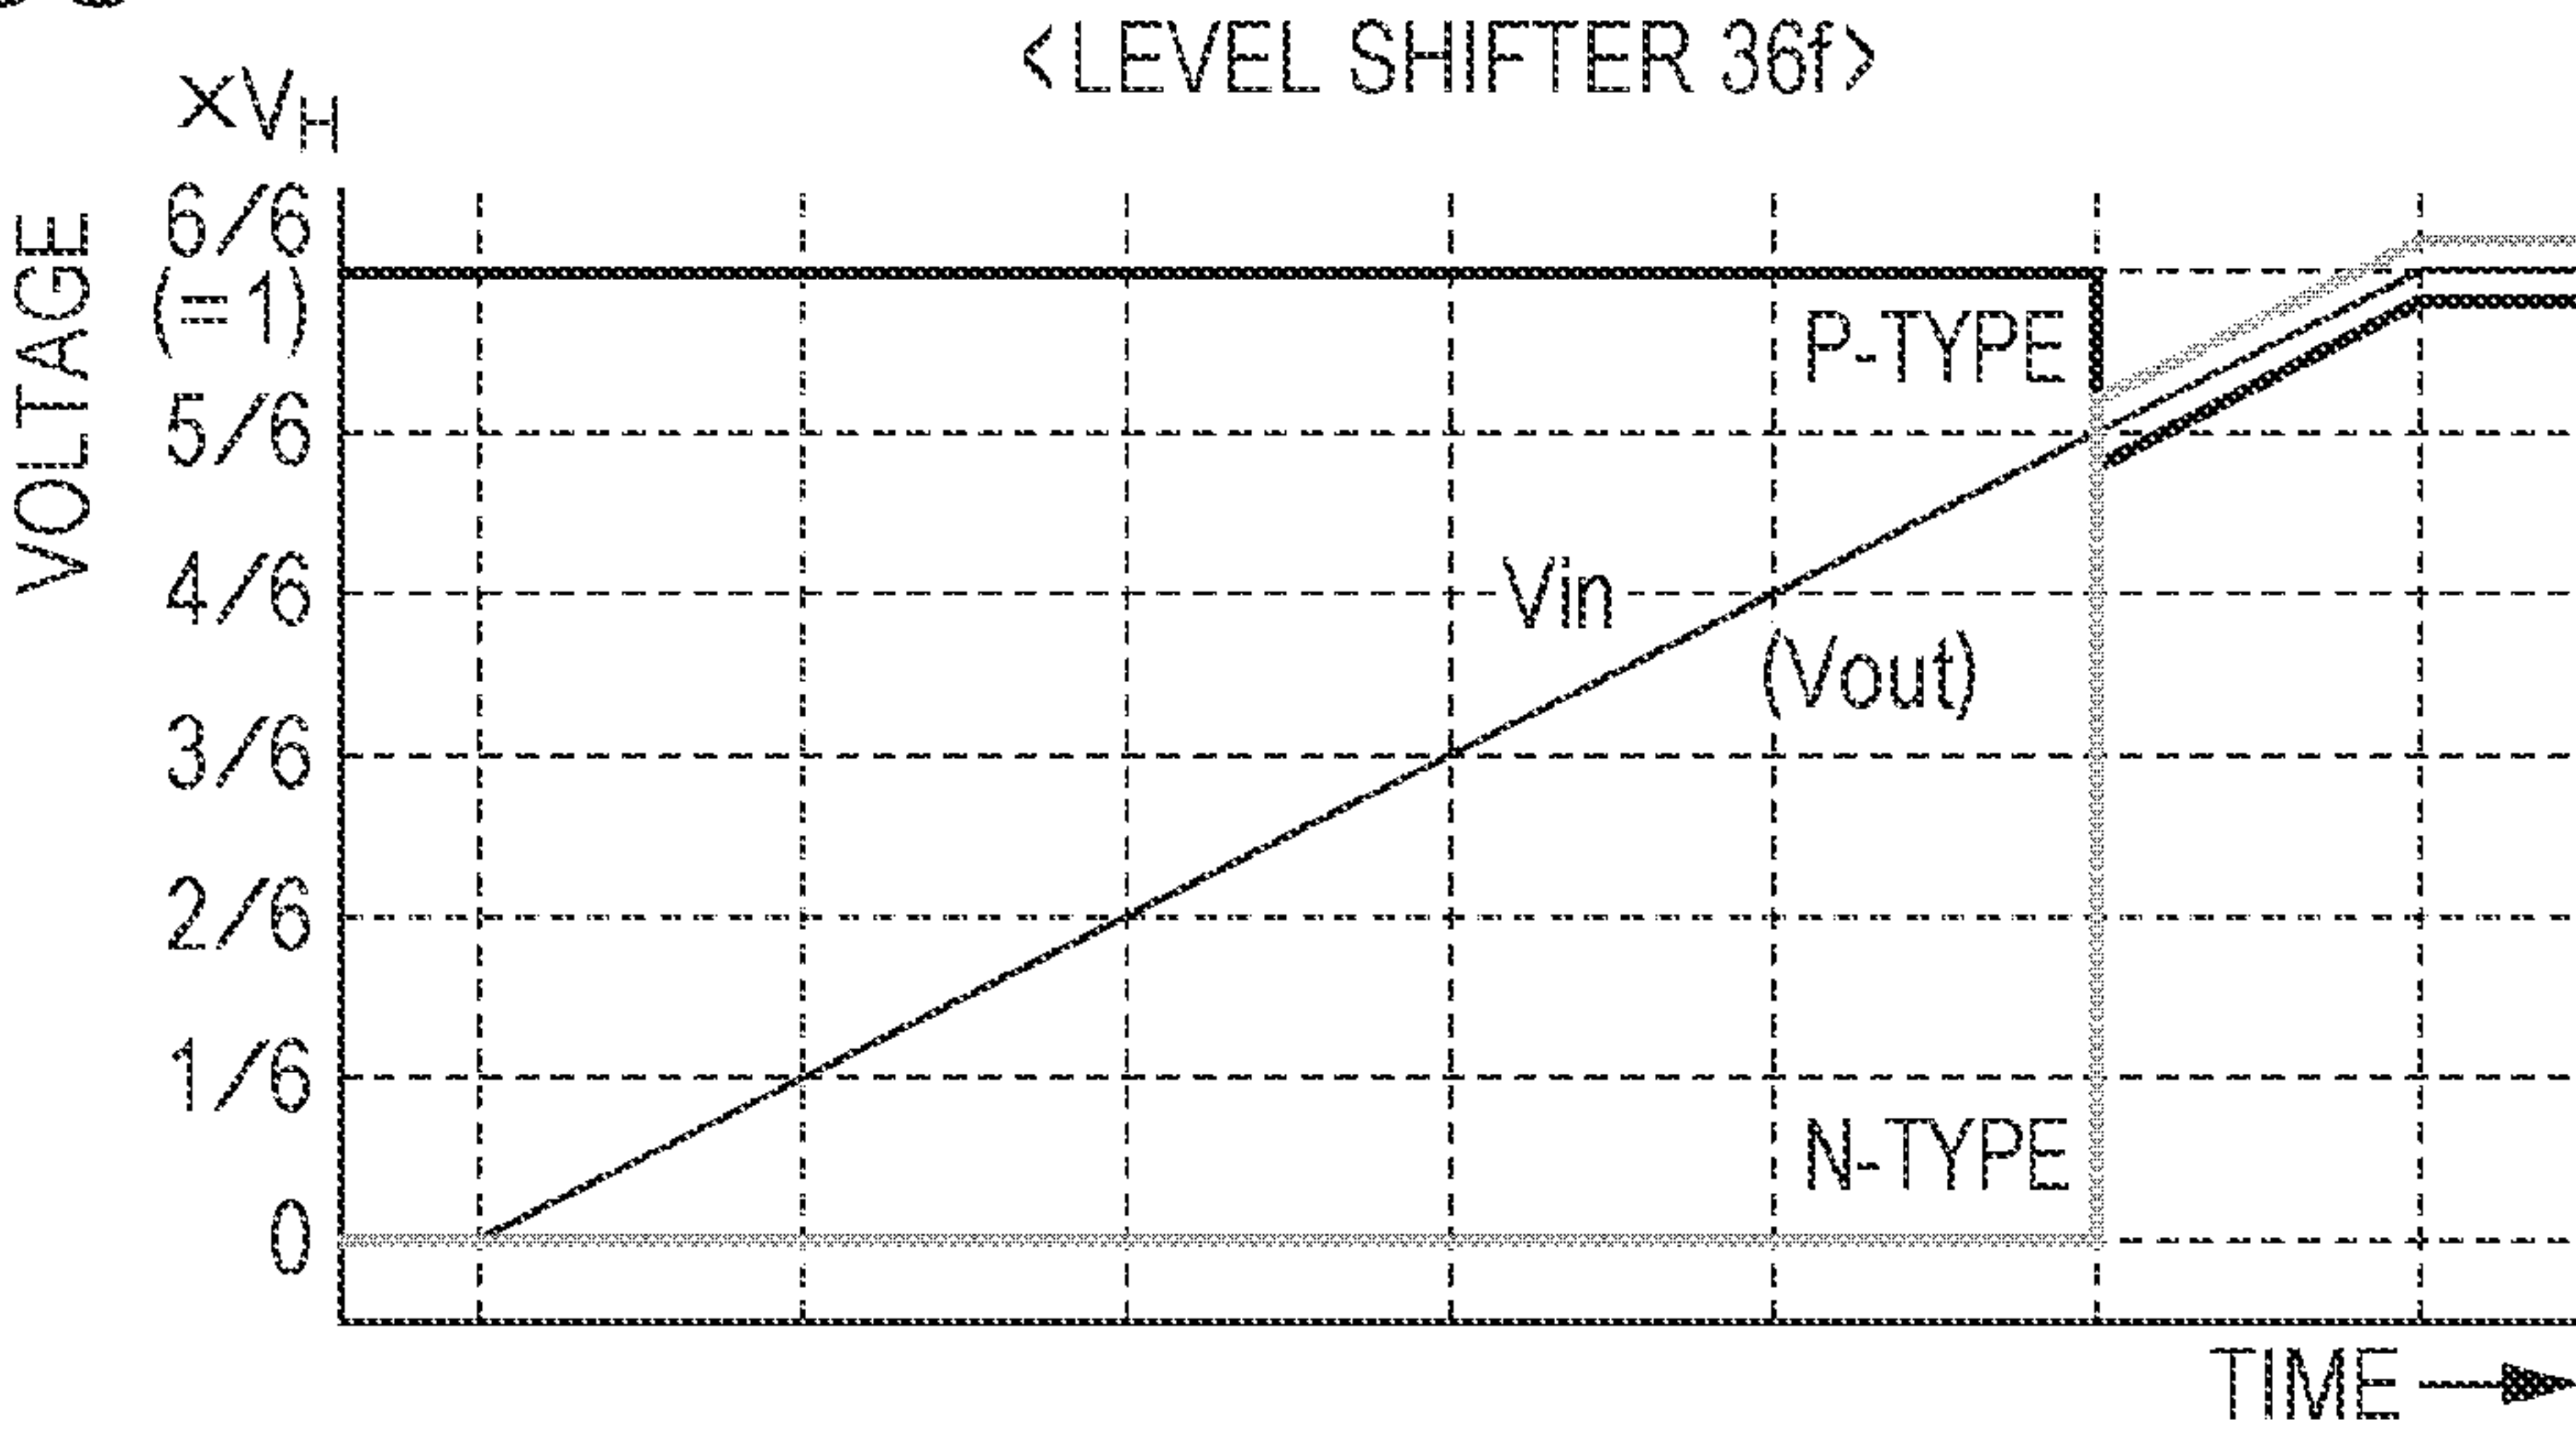 <LEVEL SHIFTER 36f>
×VH
VOLTAGE
6/6
(=1)
5/6
4/6
3/6
2/6
1/6
0
P-TYPE
Vin
(Vout)
N-TYPE
TIME